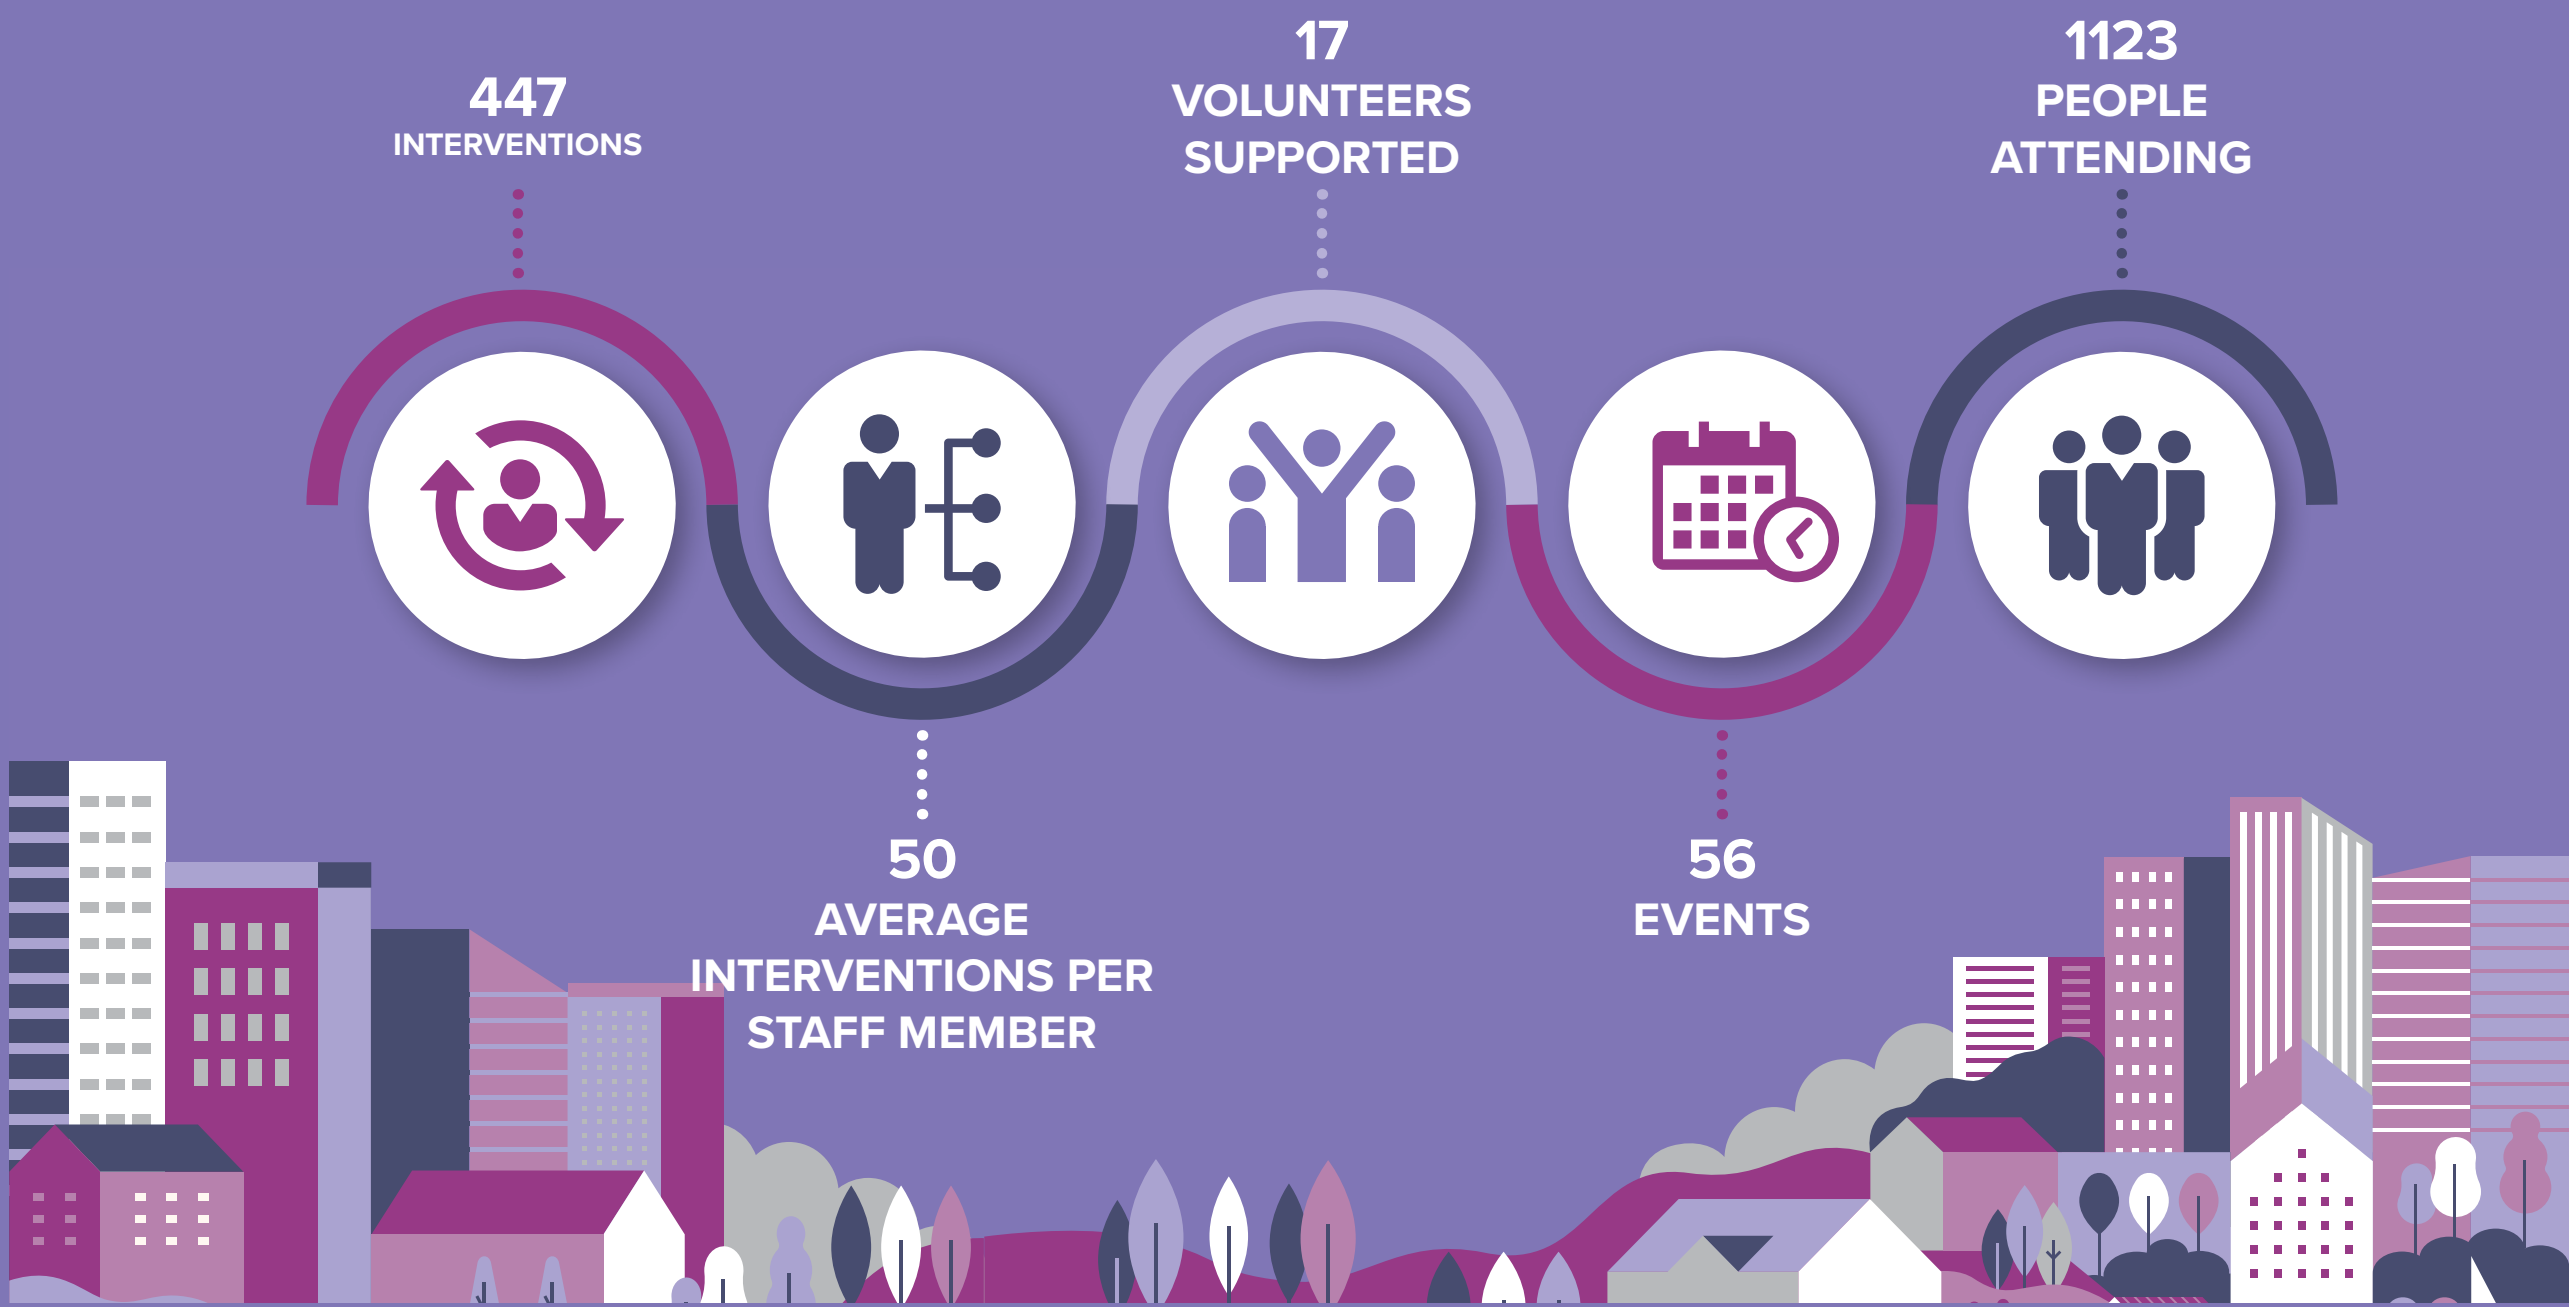 447
INTERVENTIONS
50
AVERAGE
INTERVENTIONS PER
STAFF MEMBER
17
VOLUNTEERS
SUPPORTED
56
EVENTS
1123
PEOPLE
ATTENDING